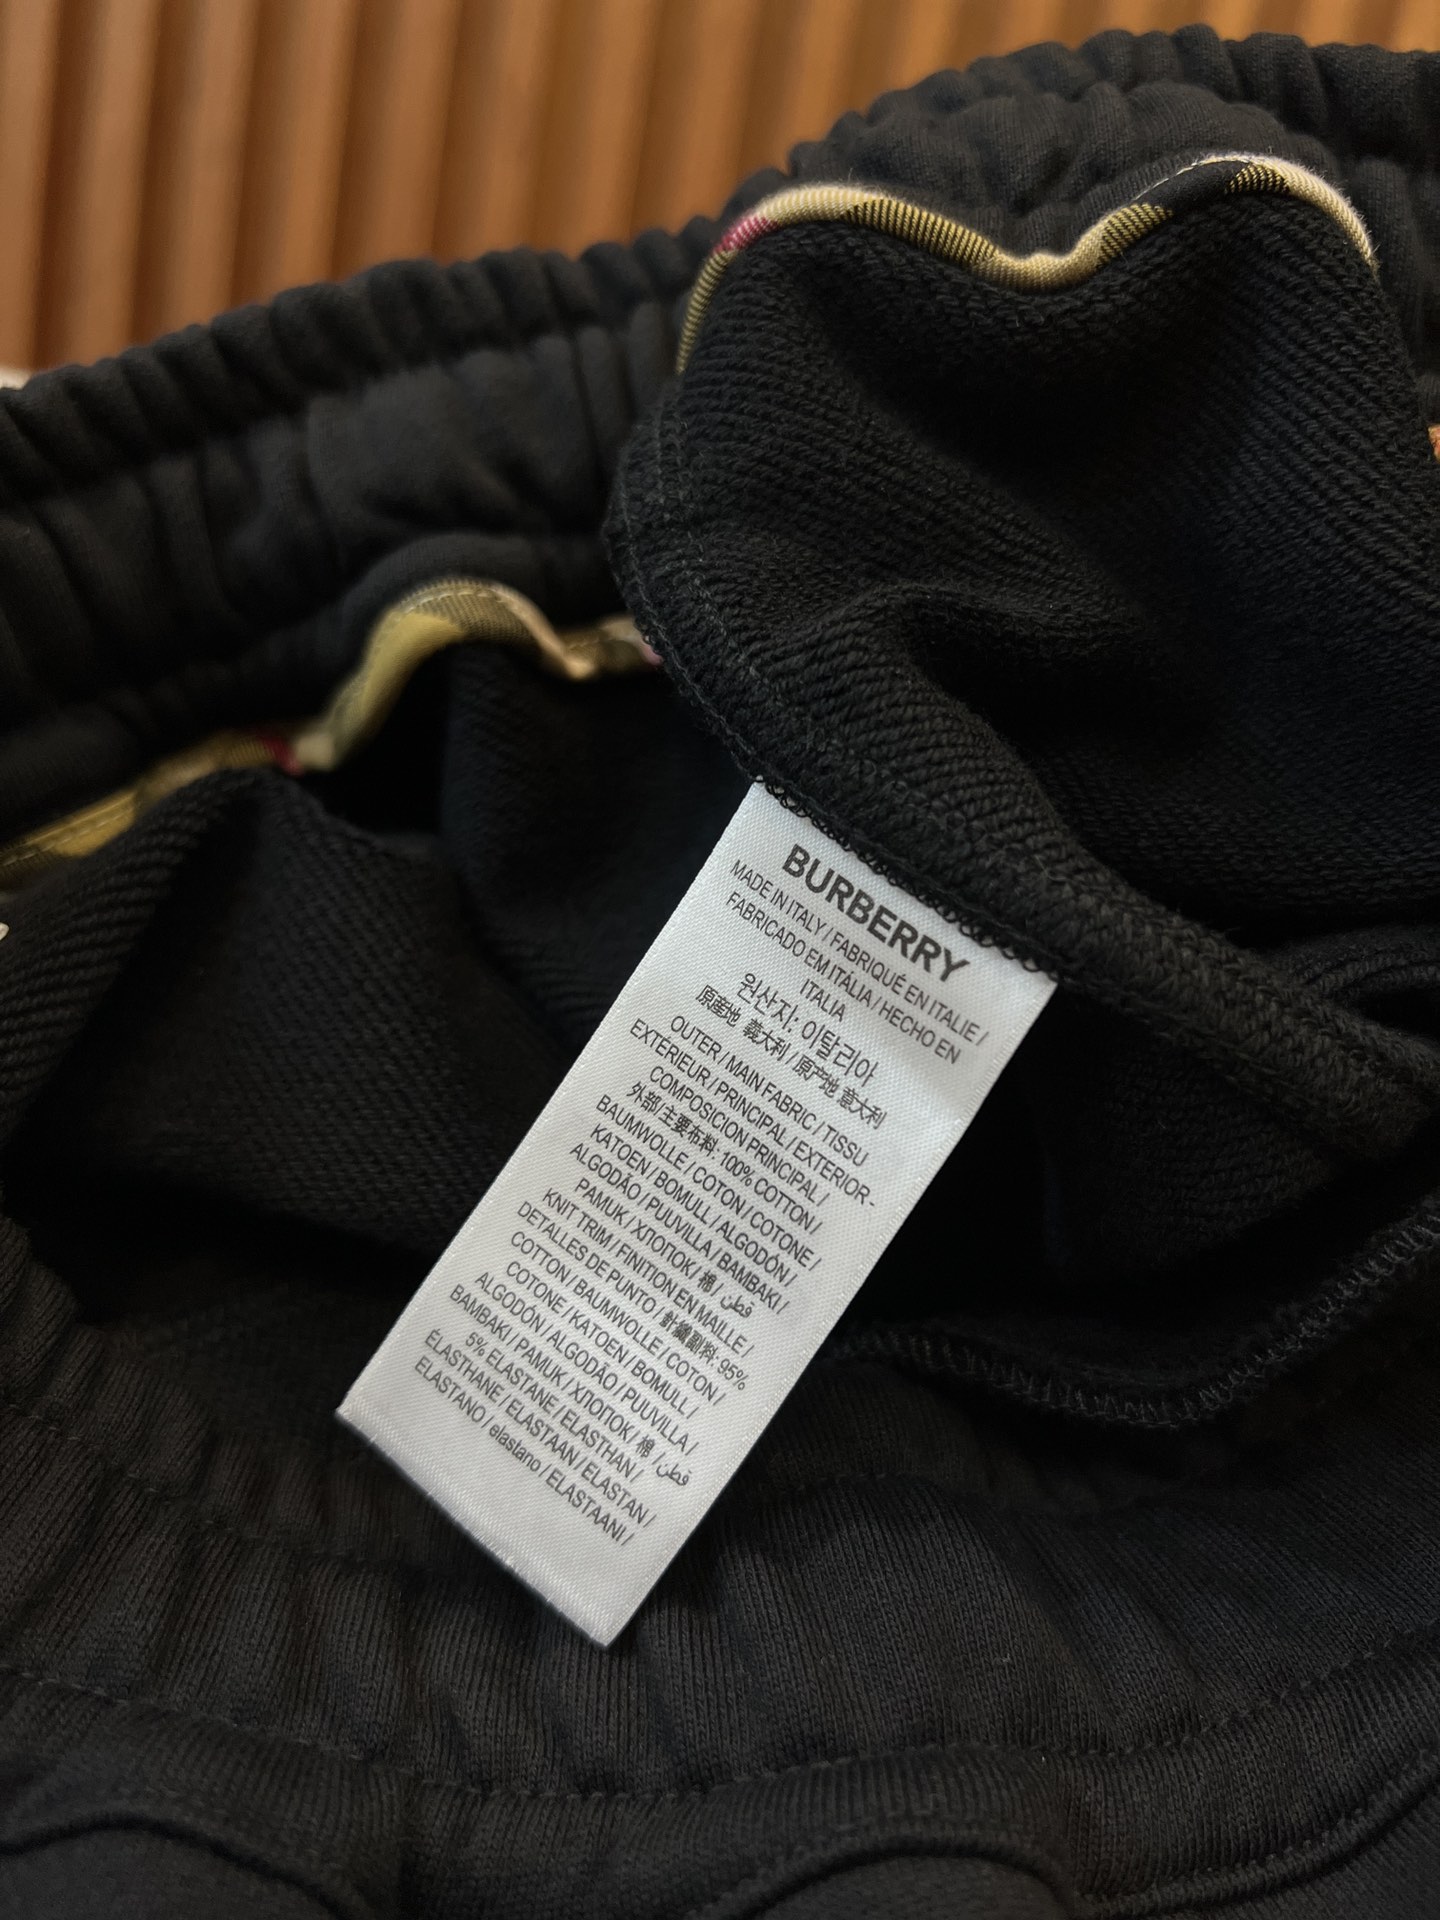 BURBERRY
MADE IN ITALY / FABRIQUÉ EN ITALIE /
FABRICADO EM ITÁLIA / HECHO EN
ITALIA
원산지: 이탈리아
原産地 義大利 / 原产地 意大利
OUTER / MAIN FABRIC / TISSU
EXTÉRIEUR / PRINCIPAL / EXTERIOR -
COMPOSICION PRINCIPAL /
外部/主要布料: 100% COTTON /
BAUMWOLLE / COTON / COTONE /
KATOEN / BOMULL / ALGODÓN /
ALGODÃO / PUUVILLA / BAMBAKI /
PAMUK / ХЛОПОК / 棉 / قطن
KNIT TRIM / FINITION EN MAILLE /
DETALLES DE PUNTO / 針織副料: 95%
COTTON / BAUMWOLLE / COTON /
COTONE / KATOEN / BOMULL /
ALGODÓN / ALGODÃO / PUUVILLA /
BAMBAKI / PAMUK / ХЛОПОК / 棉 / قطن
5% ELASTANE / ELASTHAN /
ÉLASTHANE / ELASTAAN / ELASTAN /
ELASTANO / elastano / ELASTAANI /